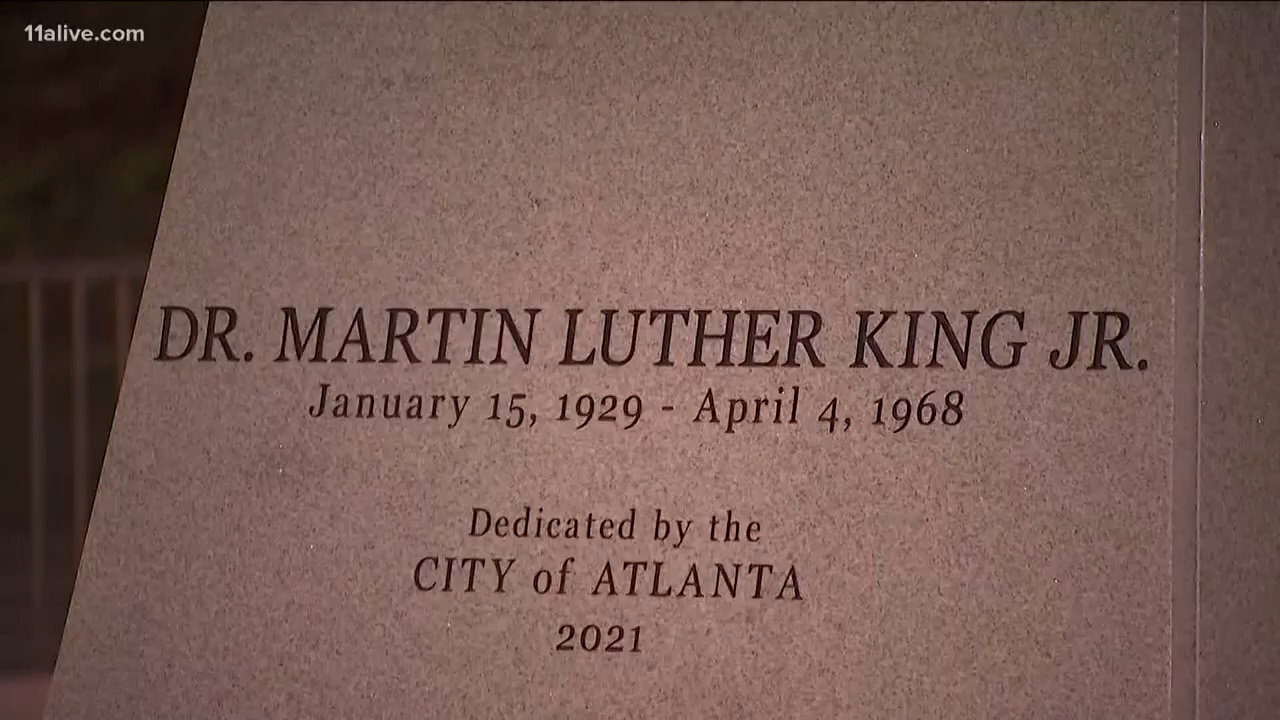 11alive.com
DR. MARTIN LUTHER KING JR.
January 15, 1929 - April 4, 1968
Dedicated by the
CITY of ATLANTA
2021